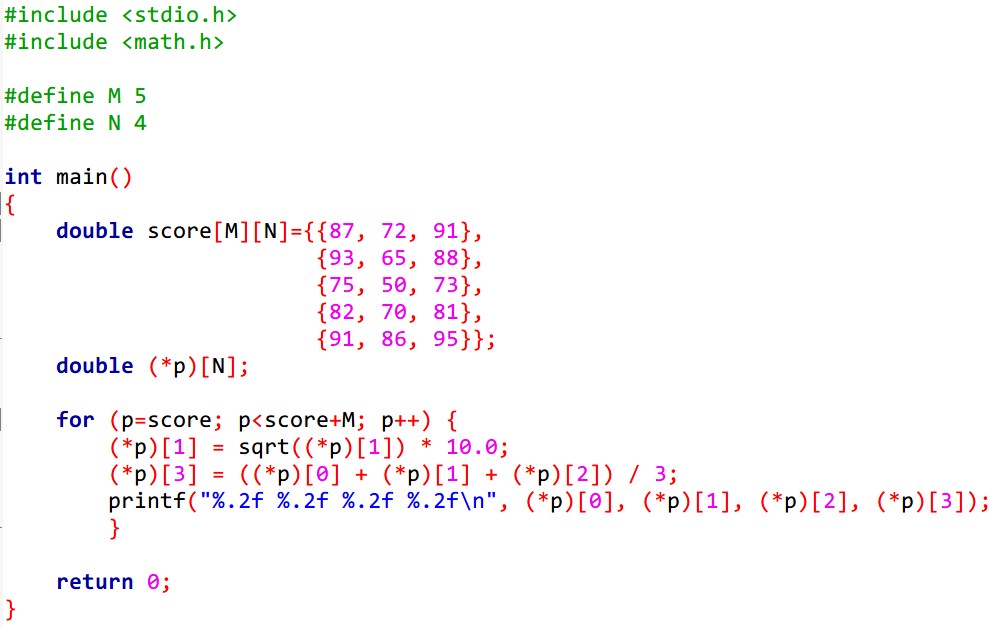 #include <stdio.h>
#include <math.h>

#define M 5
#define N 4

int main()
{
    double score[M][N]={{87, 72, 91},
                        {93, 65, 88},
                        {75, 50, 73},
                        {82, 70, 81},
                        {91, 86, 95}};
    double (*p)[N];

    for (p=score; p<score+M; p++) {
        (*p)[1] = sqrt((*p)[1]) * 10.0;
        (*p)[3] = ((*p)[0] + (*p)[1] + (*p)[2]) / 3;
        printf("%.2f %.2f %.2f %.2f\n", (*p)[0], (*p)[1], (*p)[2], (*p)[3]);
        }

    return 0;
}